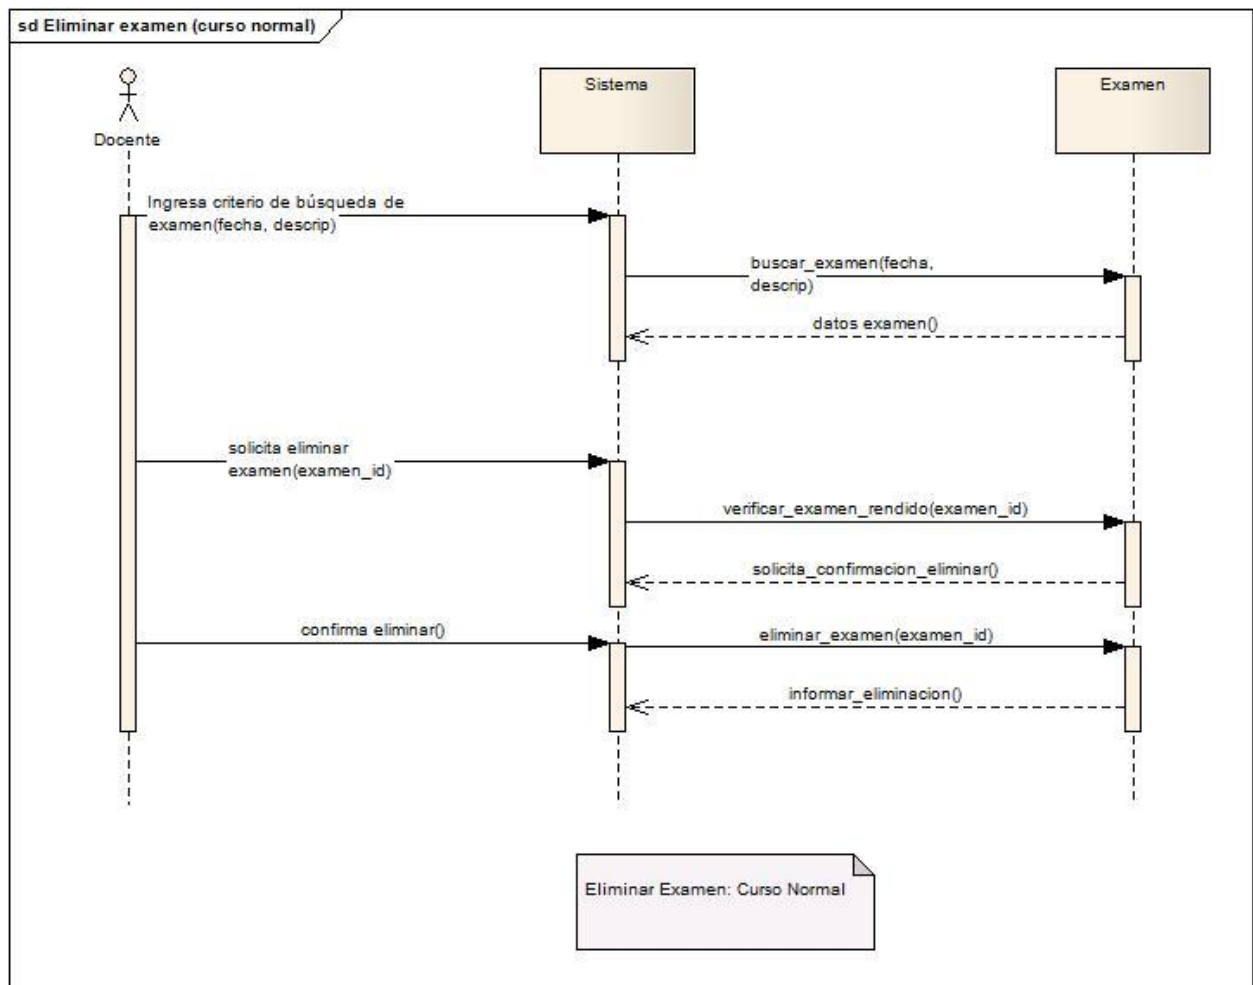 sd Eliminar examen (curso normal)
Sistema
Examen
Docente
Ingresa criterio de búsqueda de
examen(fecha, descrip)
buscar_examen(fecha,
descrip)
datos examen()
solicita eliminar
examen(examen_id)
verificar_examen_rendido(examen_id)
solicita_confirmacion_eliminar()
confirma eliminar()
eliminar_examen(examen_id)
informar_eliminacion()
Eliminar Examen: Curso Normal